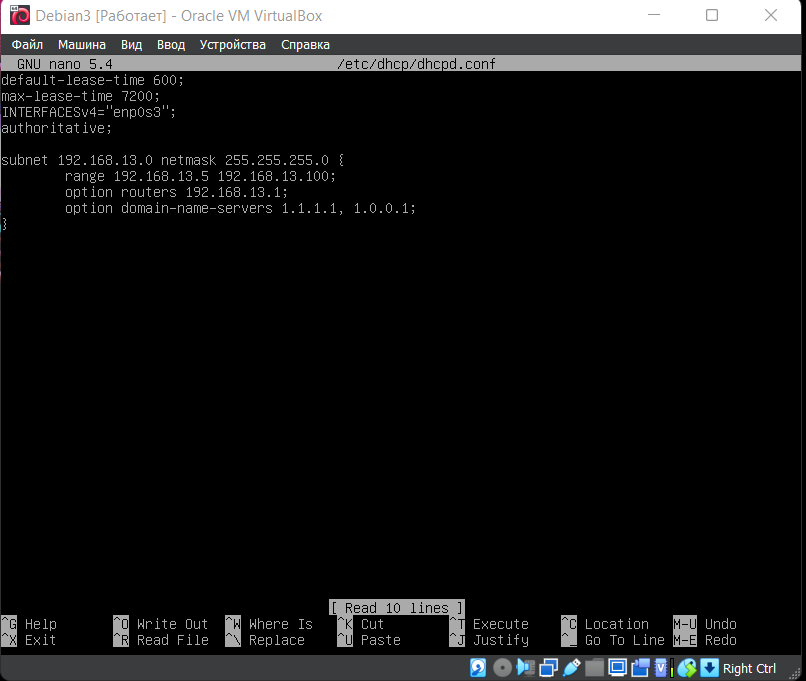 Debian3 [Работает] - Oracle VM VirtualBox
Файл Машина Вид Ввод Устройства Справка
GNU nano 5.4 /etc/dhcp/dhcpd.conf
default-lease-time 600;
max-lease-time 7200;
INTERFACESv4="enp0s3";
authoritative;
subnet 192.168.13.0 netmask 255.255.255.0 {
range 192.168.13.5 192.168.13.100;
option routers 192.168.13.1;
option domain-name-servers 1.1.1.1, 1.0.0.1;
}
[ Read 10 lines ]
^G Help ^O Write Out ^W Where Is ^K Cut ^T Execute ^C Location M-U Undo
^X Exit ^R Read File ^\ Replace ^U Paste ^J Justify ^_ Go To Line M-E Redo
Right Ctrl